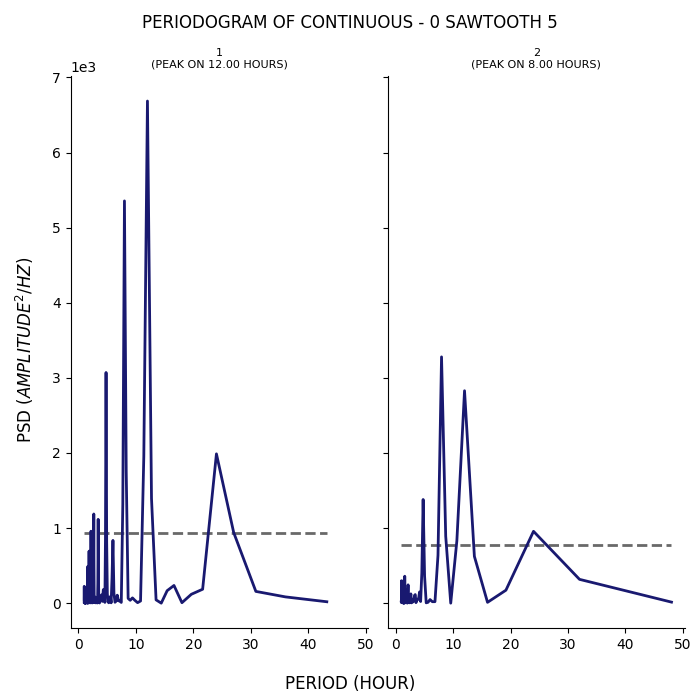 PERIODOGRAM OF CONTINUOUS - 0 SAWTOOTH 5
1
(PEAK ON 12.00 HOURS)
2
(PEAK ON 8.00 HOURS)
1e3
7
6
5
4
3
2
1
0
PSD (AMPLITUDE²/HZ)
0 10 20 30 40 50
0 10 20 30 40 50
PERIOD (HOUR)